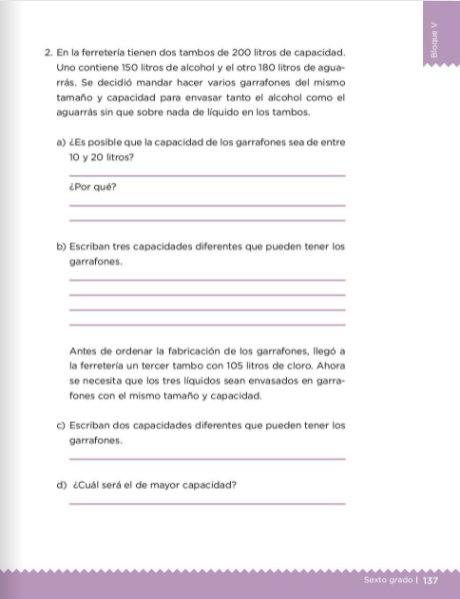 Bloque V
2. En la ferretería tienen dos tambos de 200 litros de capacidad.
Uno contiene 150 litros de alcohol y el otro 180 litros de agua-
rrás. Se decidió mandar hacer varios garrafones del mismo
tamaño y capacidad para envasar tanto el alcohol como el
aguarrás sin que sobre nada de líquido en los tambos.
a) ¿Es posible que la capacidad de los garrafones sea de entre
10 y 20 litros?
¿Por qué?
b) Escriban tres capacidades diferentes que pueden tener los
garrafones.
Antes de ordenar la fabricación de los garrafones, llegó a
la ferretería un tercer tambo con 105 litros de cloro. Ahora
se necesita que los tres líquidos sean envasados en garra-
fones con el mismo tamaño y capacidad.
c) Escriban dos capacidades diferentes que pueden tener los
garrafones.
d) ¿Cuál será el de mayor capacidad?
Sexto grado | 137